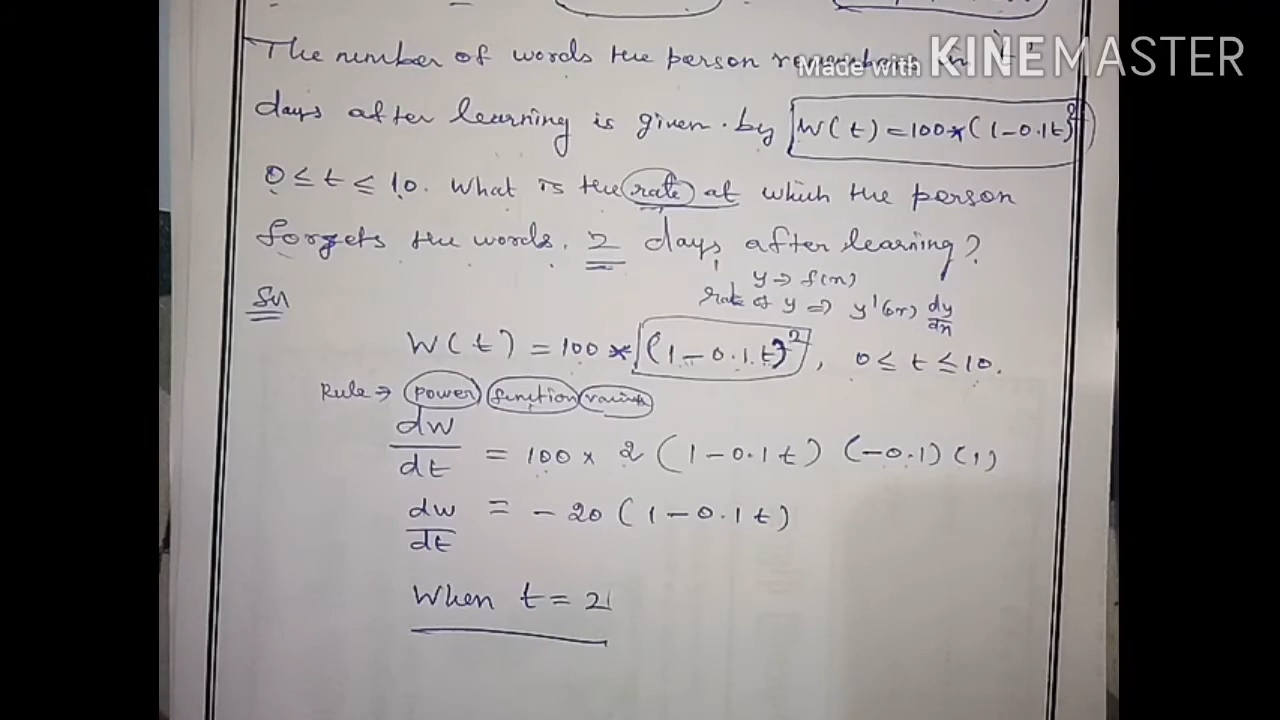 Made with KINEMASTER
The number of words the person remembers in 't'
days after learning is given. by W(t) = 100 * (1-0.1t)²
0 ≤ t ≤ 10. What is the rate at which the person
forgets the words, 2 days after learning?
y ⇒ f(x)
rate of y ⇒ y' (or) dy/dx
Sol
W(t) = 100 * (1-0.1t)², 0 ≤ t ≤ 10.
Rule → power function
dW/dt = 100 × 2 (1-0.1t) (-0.1) (1)
dw/dt = -20 (1-0.1t)
When t = 2